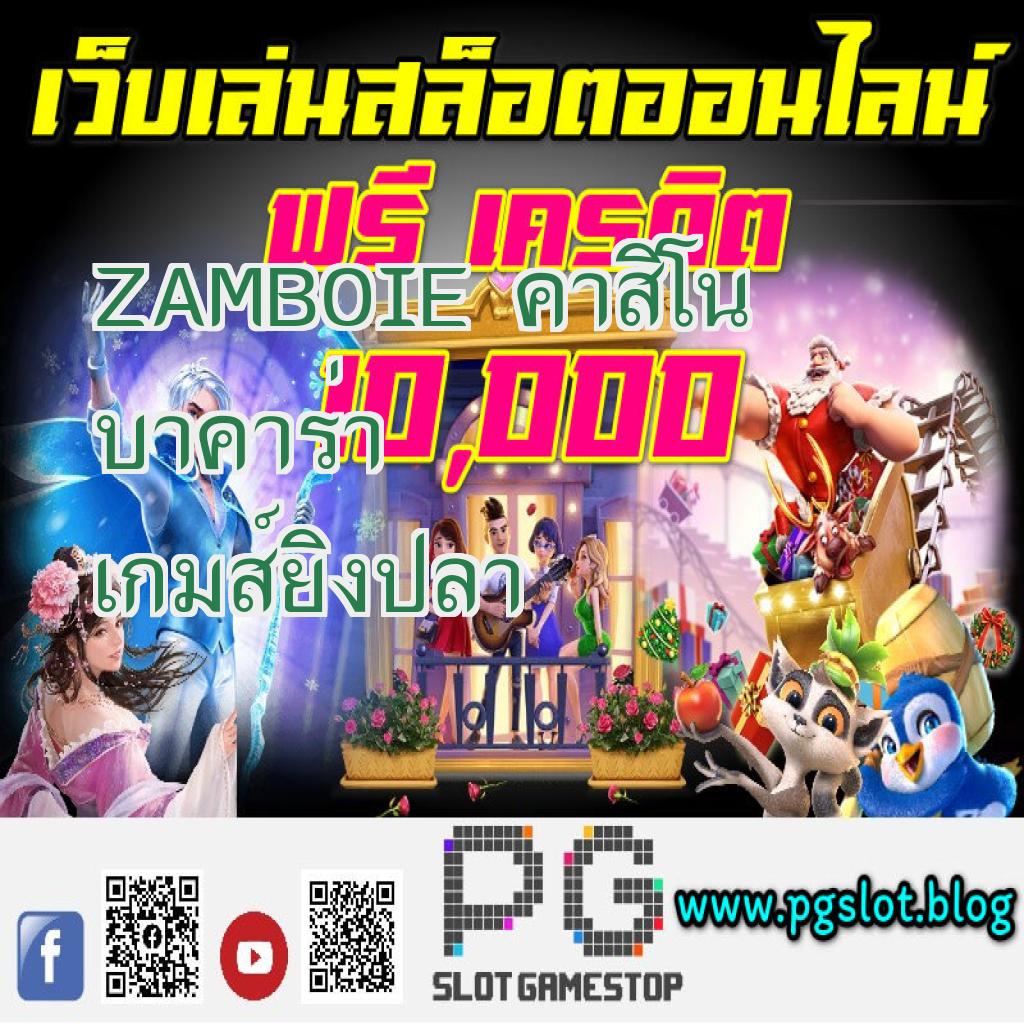 เว็บเล่นสล็อตออนไลน์
ฟรี เครดิต
ZAMBOIE คาสิโน
10,000
บาคาร่า
เกมส์ยิงปลา
PG
www.pgslot.blog
SLOT GAMESTOP